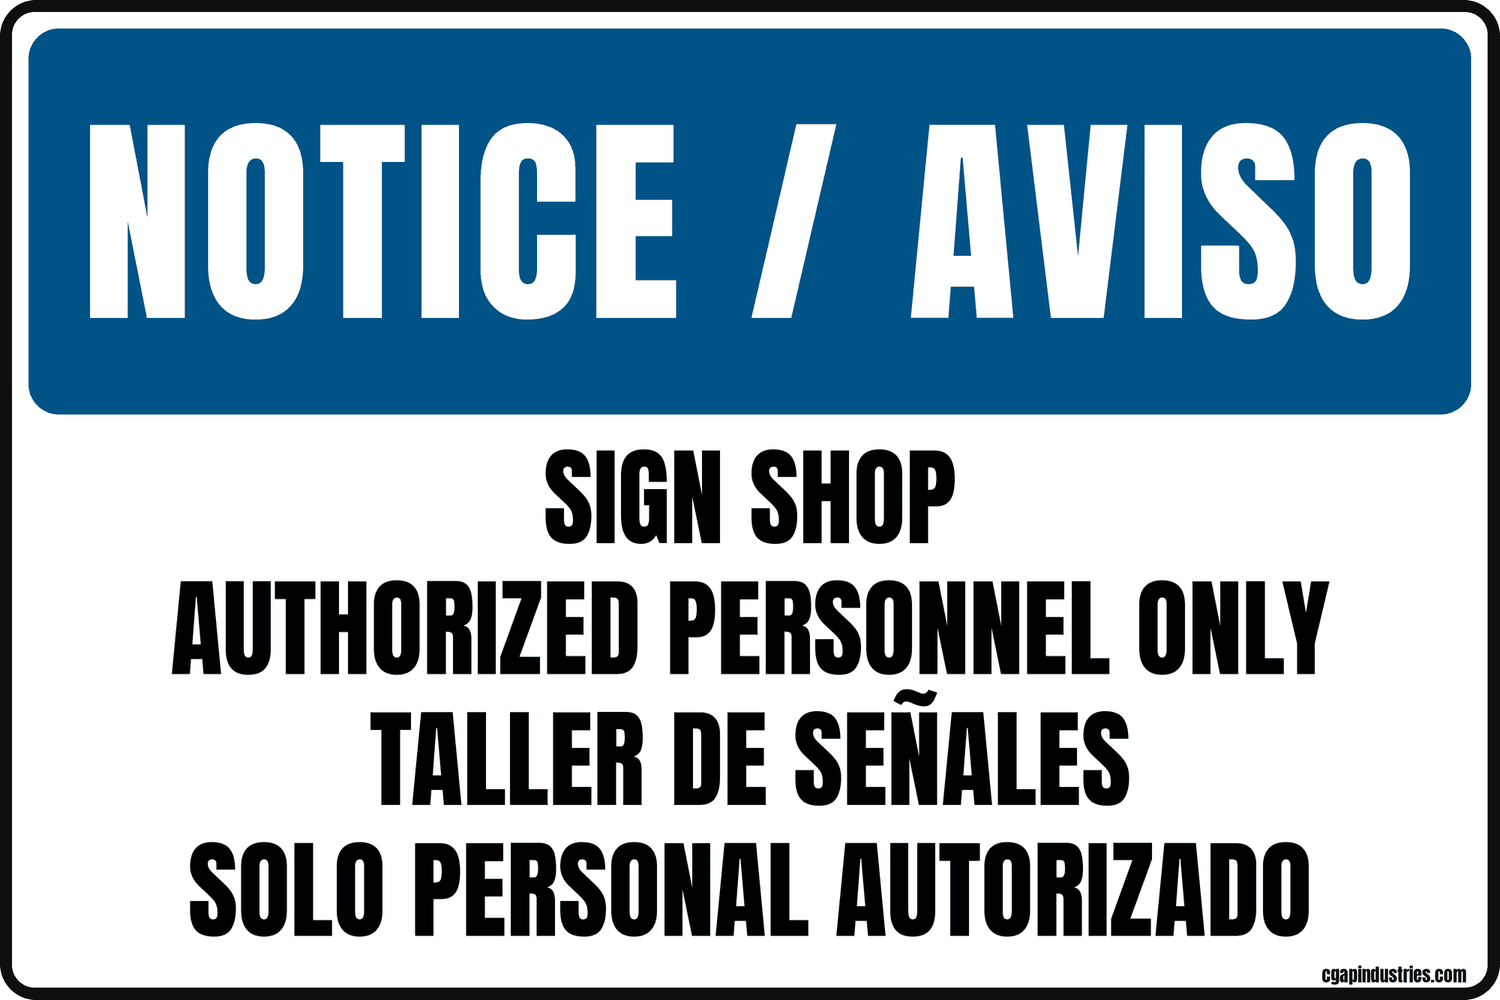 NOTICE / AVISO
SIGN SHOP
AUTHORIZED PERSONNEL ONLY
TALLER DE SEÑALES
SOLO PERSONAL AUTORIZADO
cgapindustries.com